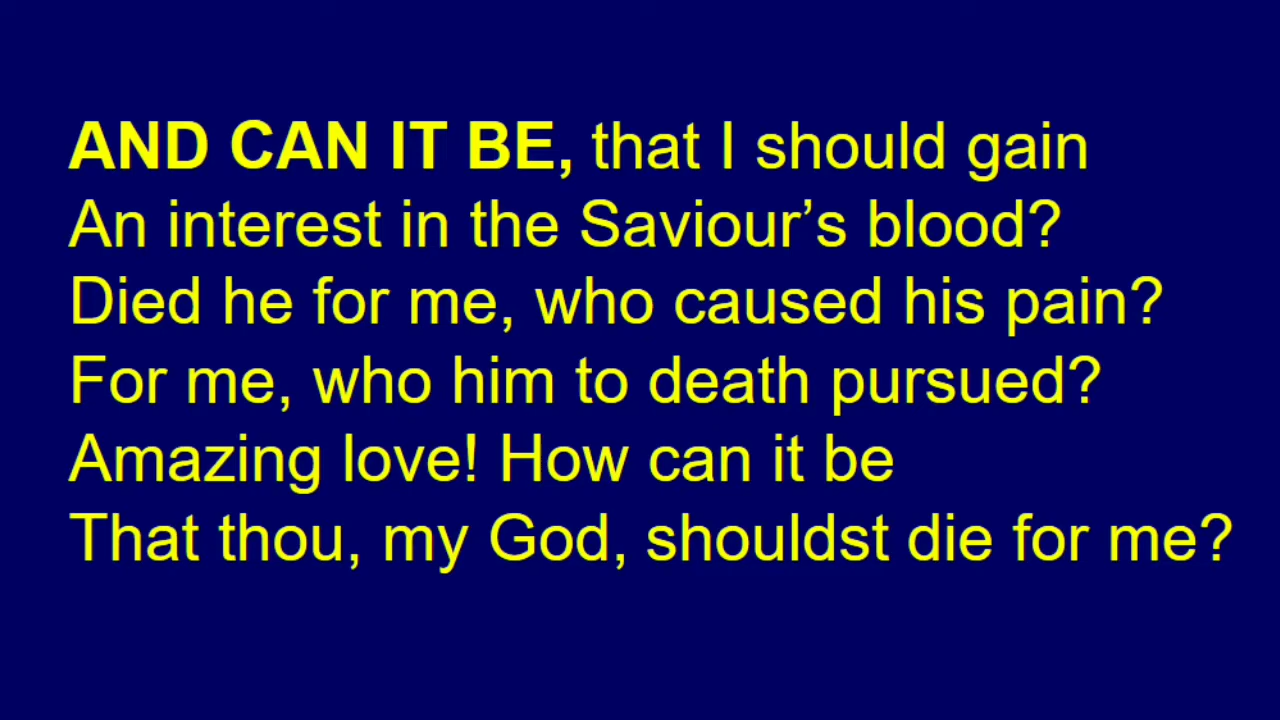 AND CAN IT BE, that I should gain
An interest in the Saviour’s blood?
Died he for me, who caused his pain?
For me, who him to death pursued?
Amazing love! How can it be
That thou, my God, shouldst die for me?